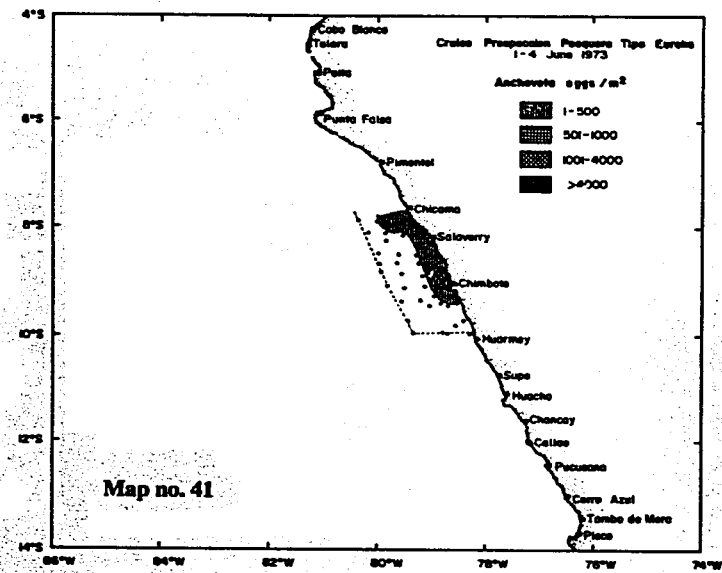 4°S
Cabo Blanco
Talara
Paita
6°S
Punta Falsa
Pimentel
Chicama
8°S
Salaverry
Chimbote
10°S
Huarmey
Supe
Huacho
Chancay
12°S
Callao
Pucusana
Cerro Azul
Tambo de Mora
14°S
Pisco
86°W
84°W
82°W
80°W
78°W
76°W
74°W
Crucero Prospeccion Pesquera Tipo Eureka
1-4 June 1973
Anchoveta eggs/m²
1-500
501-1000
1001-4000
>4000
Map no. 41